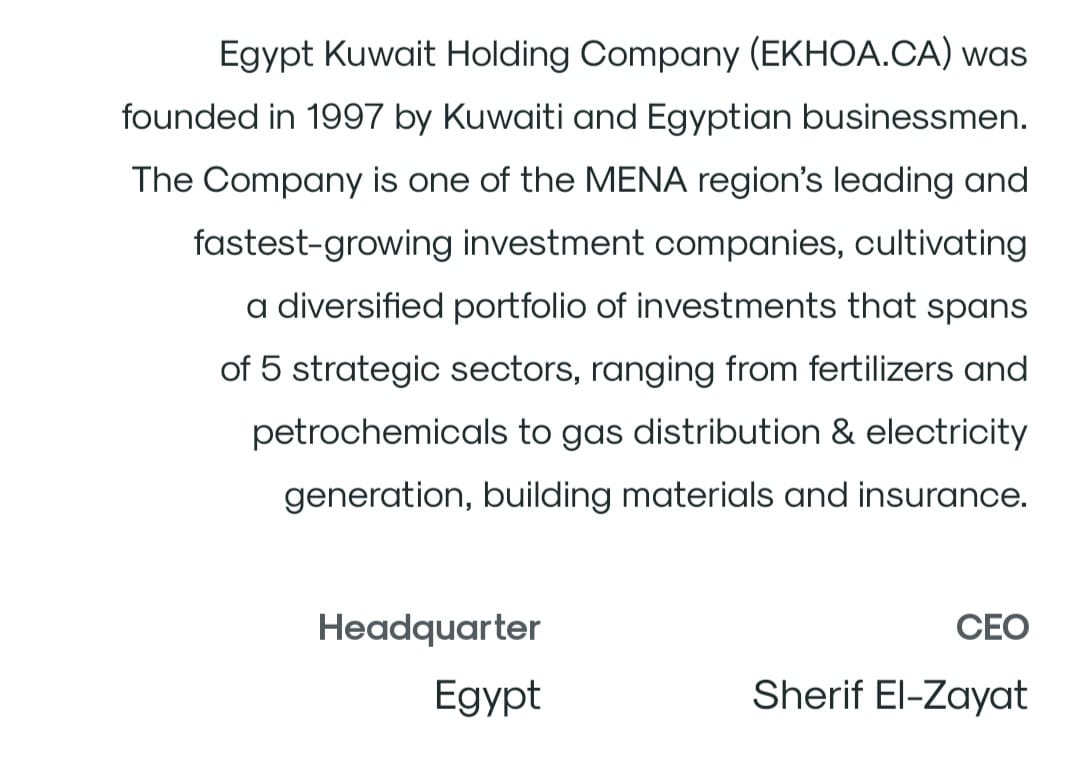 Egypt Kuwait Holding Company (EKHOA.CA) was
founded in 1997 by Kuwaiti and Egyptian businessmen.
The Company is one of the MENA region’s leading and
fastest-growing investment companies, cultivating
a diversified portfolio of investments that spans
of 5 strategic sectors, ranging from fertilizers and
petrochemicals to gas distribution & electricity
generation, building materials and insurance.
Headquarter
CEO
Egypt
Sherif El-Zayat